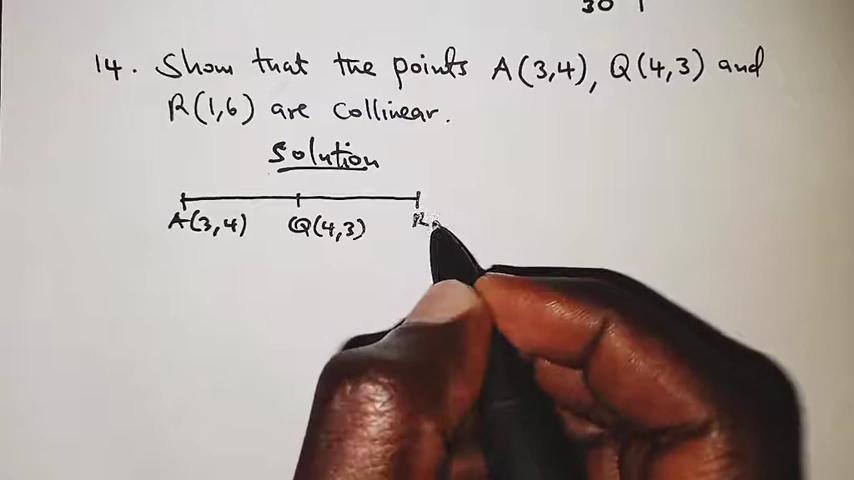 30
14. Show that the points A(3,4), Q(4,3) and
R(1,6) are collinear.
Solution
A(3,4) Q(4,3) R